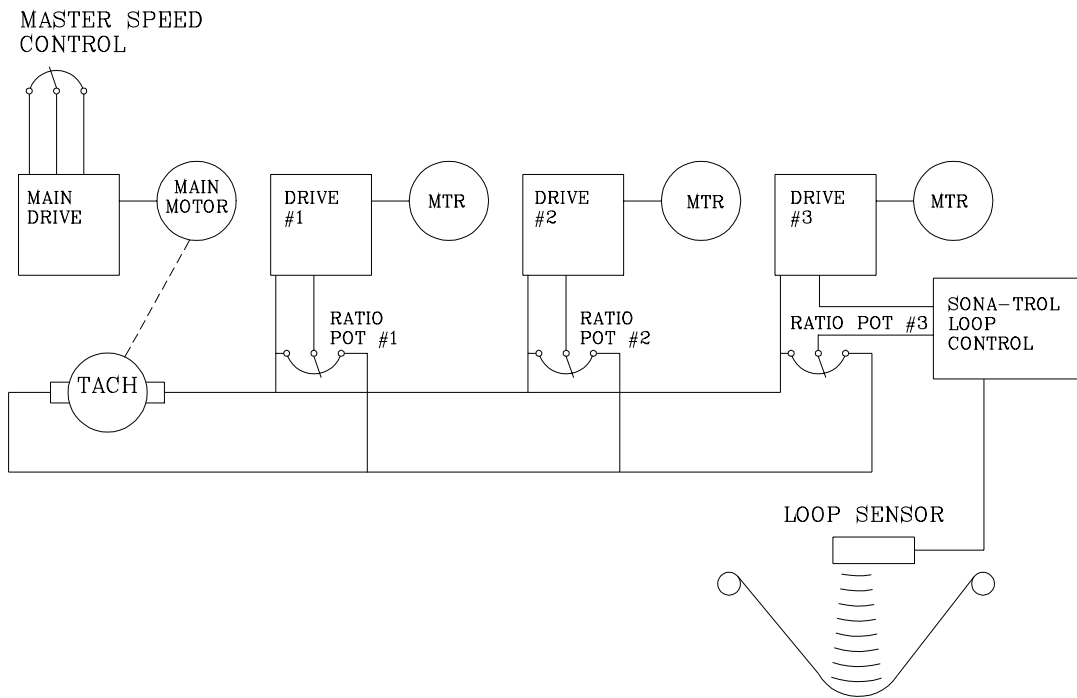 MASTER SPEED
CONTROL
MAIN
DRIVE
MAIN
MOTOR
DRIVE
#1
MTR
DRIVE
#2
MTR
DRIVE
#3
MTR
RATIO
POT #1
RATIO
POT #2
RATIO POT #3
SONA-TROL
LOOP
CONTROL
TACH
LOOP SENSOR